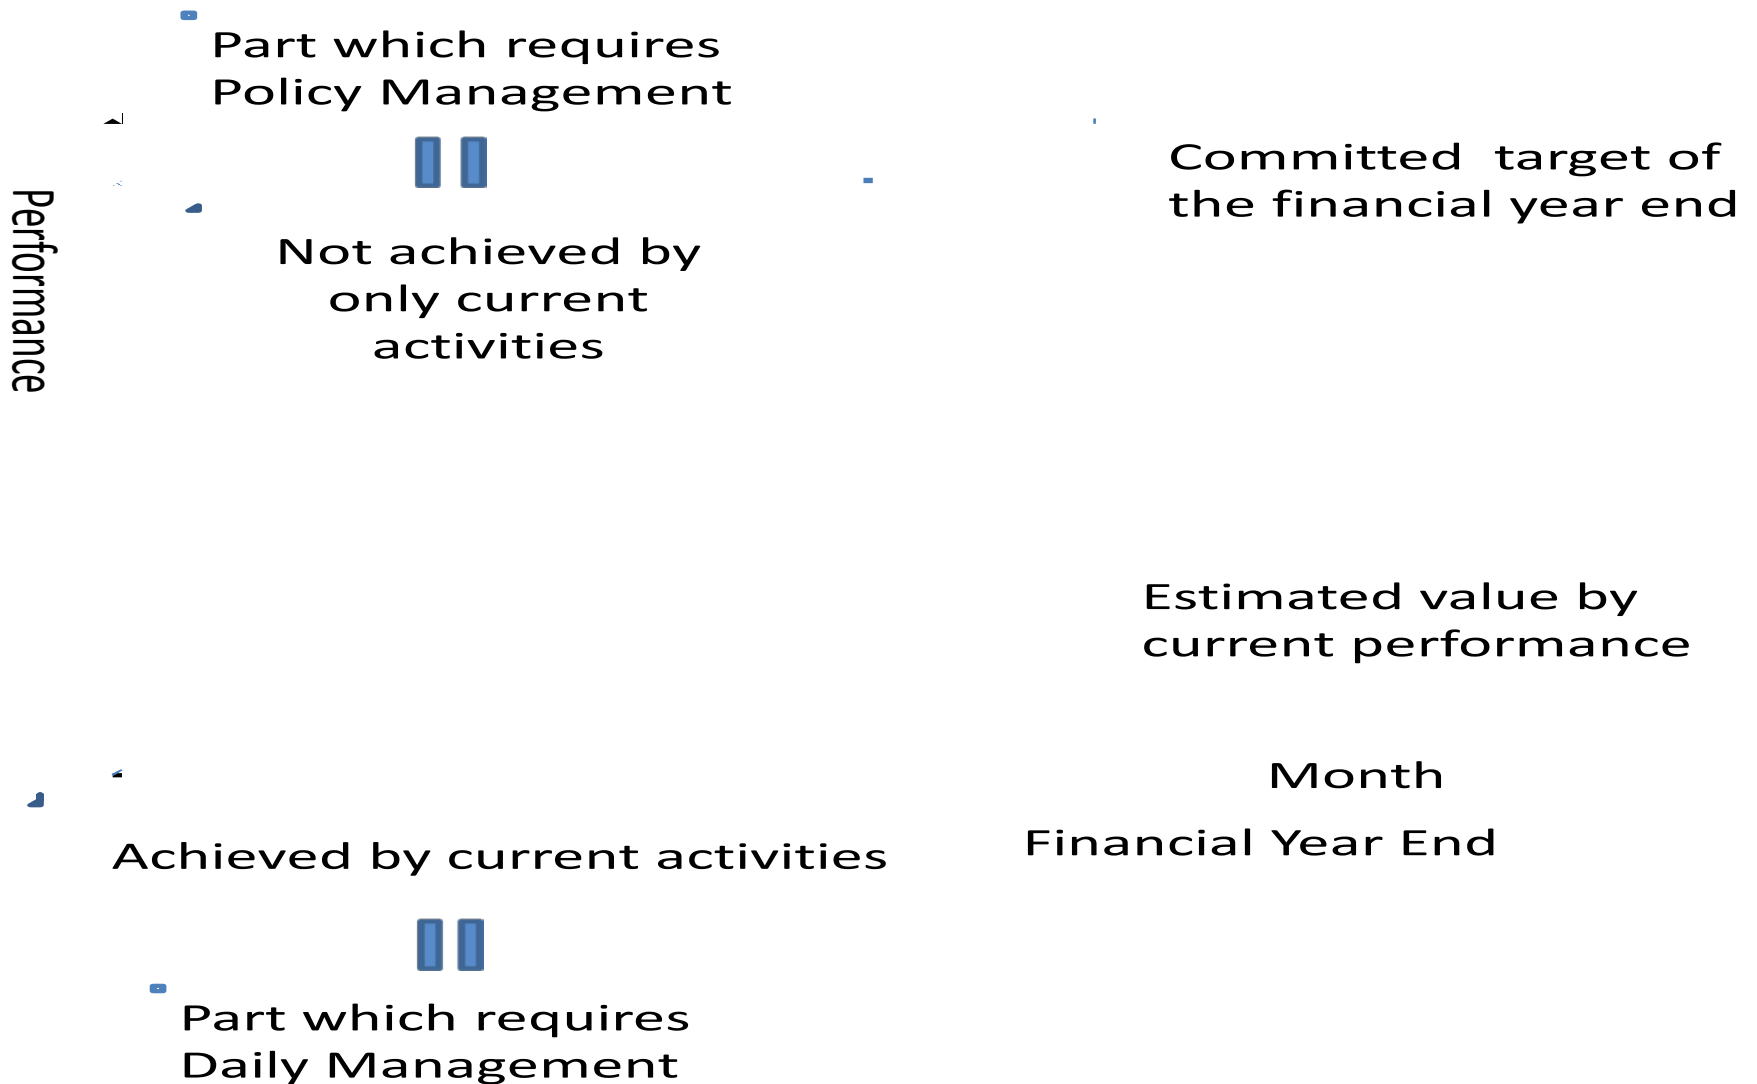 Part which requires
Policy Management
Performance
Not achieved by
only current
activities
Committed target of
the financial year end
Estimated value by
current performance
Month
Financial Year End
Achieved by current activities
Part which requires
Daily Management